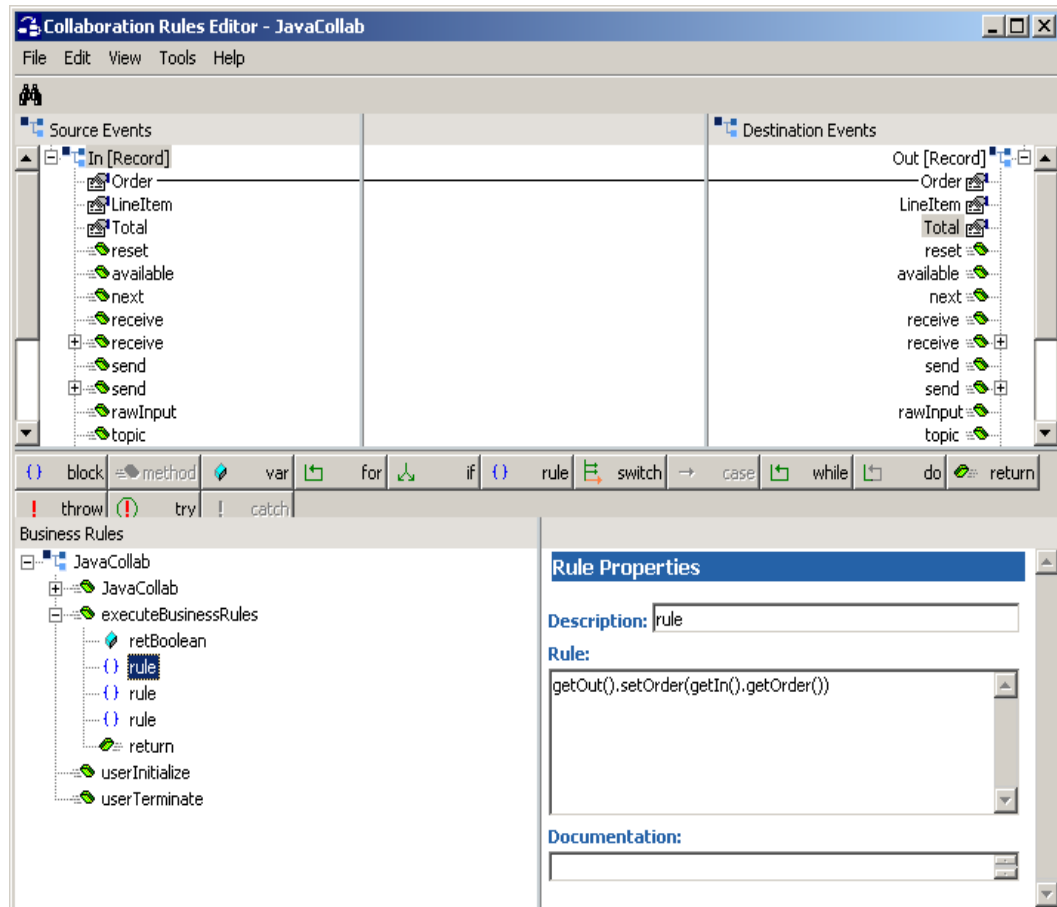 Collaboration Rules Editor - JavaCollab
File Edit View Tools Help
Source Events Destination Events
In [Record] Out [Record]
Order Order
LineItem LineItem
Total Total
reset reset
available available
next next
receive receive
receive receive
send send
send send
rawInput rawInput
topic topic
{} block method var for if {} rule switch case while do return
throw try catch
Business Rules
JavaCollab
JavaCollab
executeBusinessRules
retBoolean
{} rule
{} rule
{} rule
return
userInitialize
userTerminate
Rule Properties
Description: rule
Rule:
getOut().setOrder(getIn().getOrder())
Documentation: